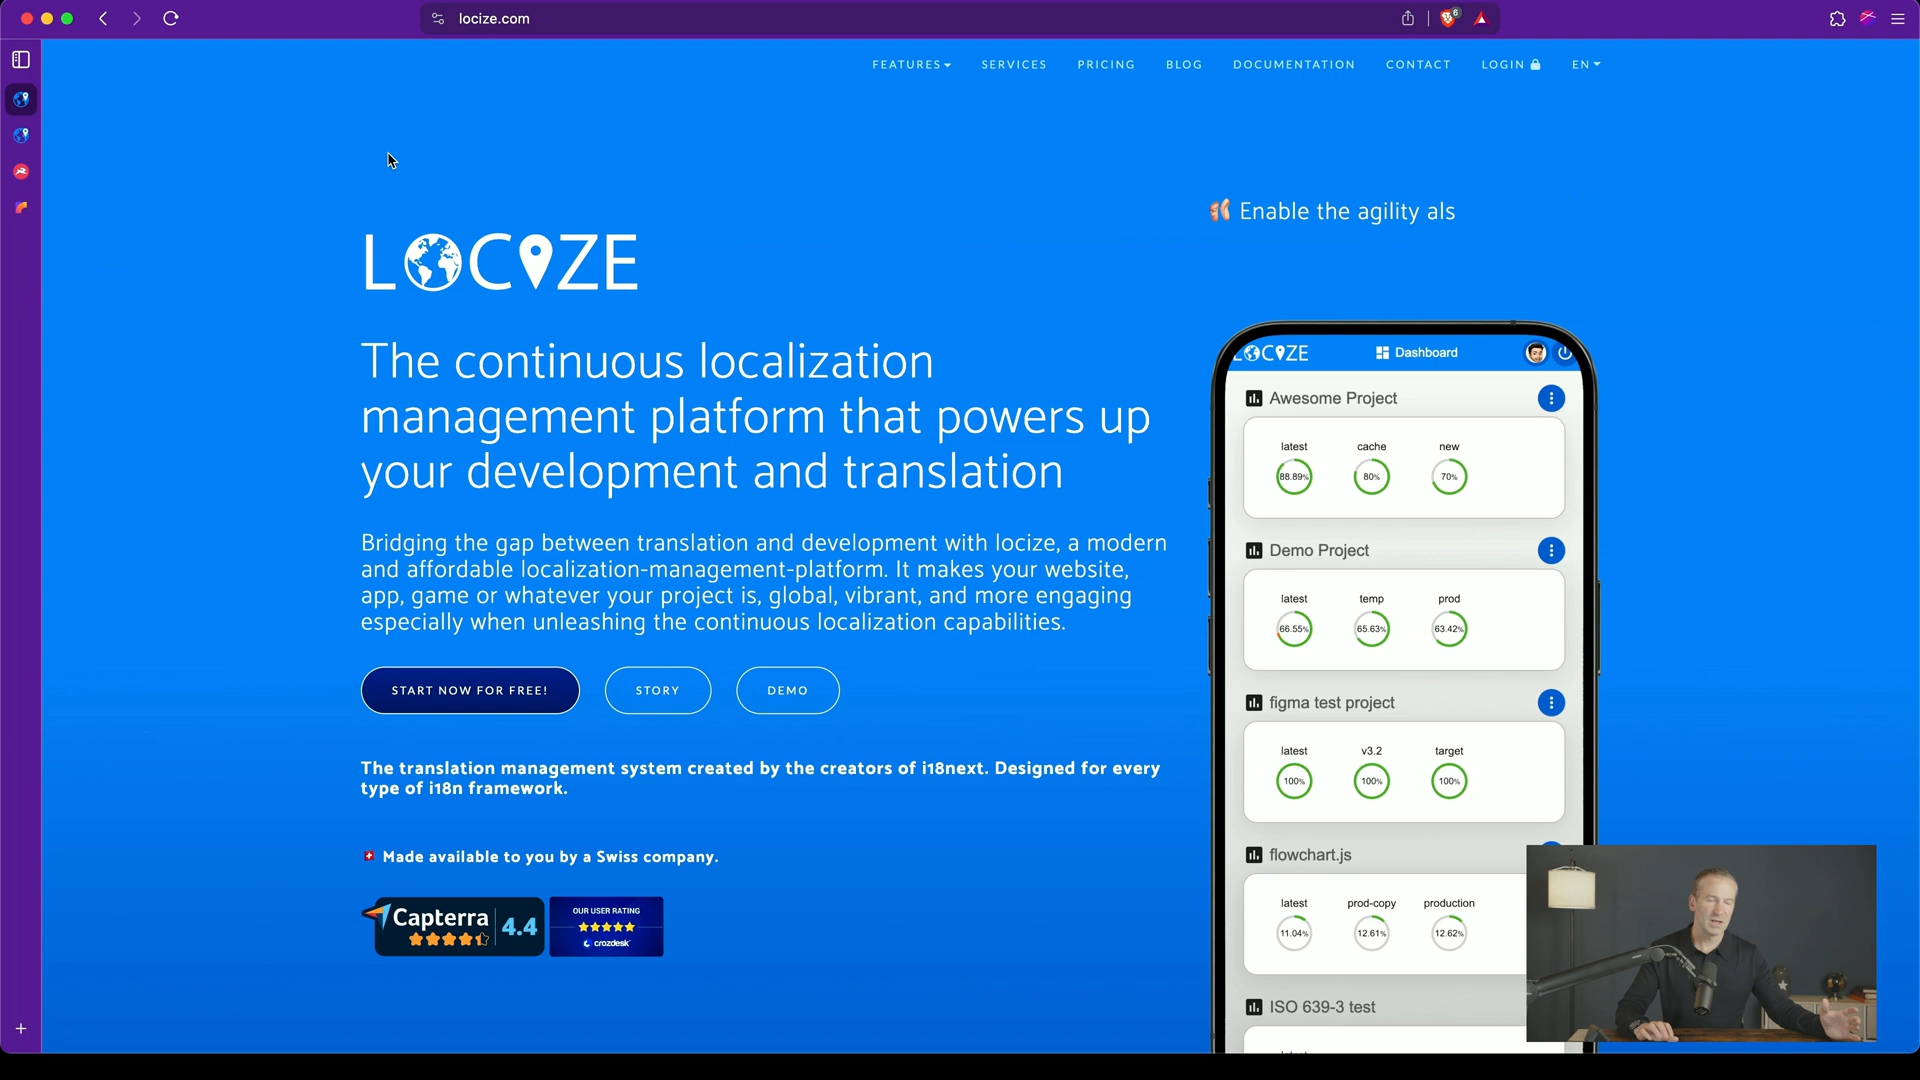 locize.com
6
FEATURES SERVICES PRICING BLOG DOCUMENTATION CONTACT LOGIN EN
Enable the agility als
LOCIZE
The continuous localization
management platform that powers up
your development and translation
Bridging the gap between translation and development with locize, a modern
and affordable localization-management-platform. It makes your website,
app, game or whatever your project is, global, vibrant, and more engaging
especially when unleashing the continuous localization capabilities.
START NOW FOR FREE! STORY DEMO
The translation management system created by the creators of i18next. Designed for every
type of i18n framework.
Made available to you by a Swiss company.
Capterra 4.4
OUR USER RATING
crozdesk
LOCIZE Dashboard
Awesome Project
latest cache new
88.89% 80% 70%
Demo Project
latest temp prod
66.55% 65.63% 63.42%
figma test project
latest v3.2 target
100% 100% 100%
flowchart.js
latest prod-copy production
11.04% 12.61% 12.62%
ISO 639-3 test